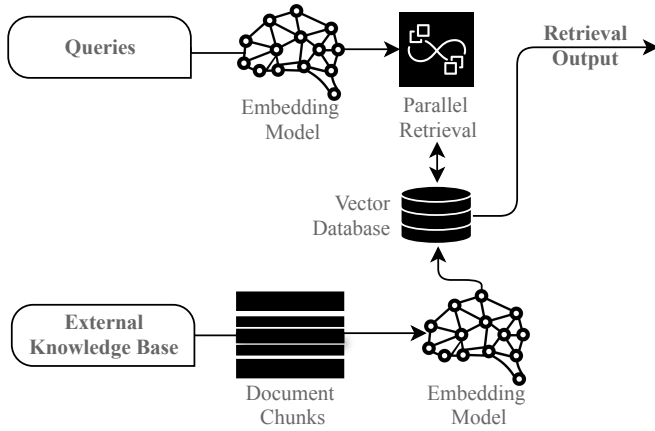 Queries
Embedding
Model
Parallel
Retrieval
Retrieval
Output
Vector
Database
External
Knowledge Base
Document
Chunks
Embedding
Model